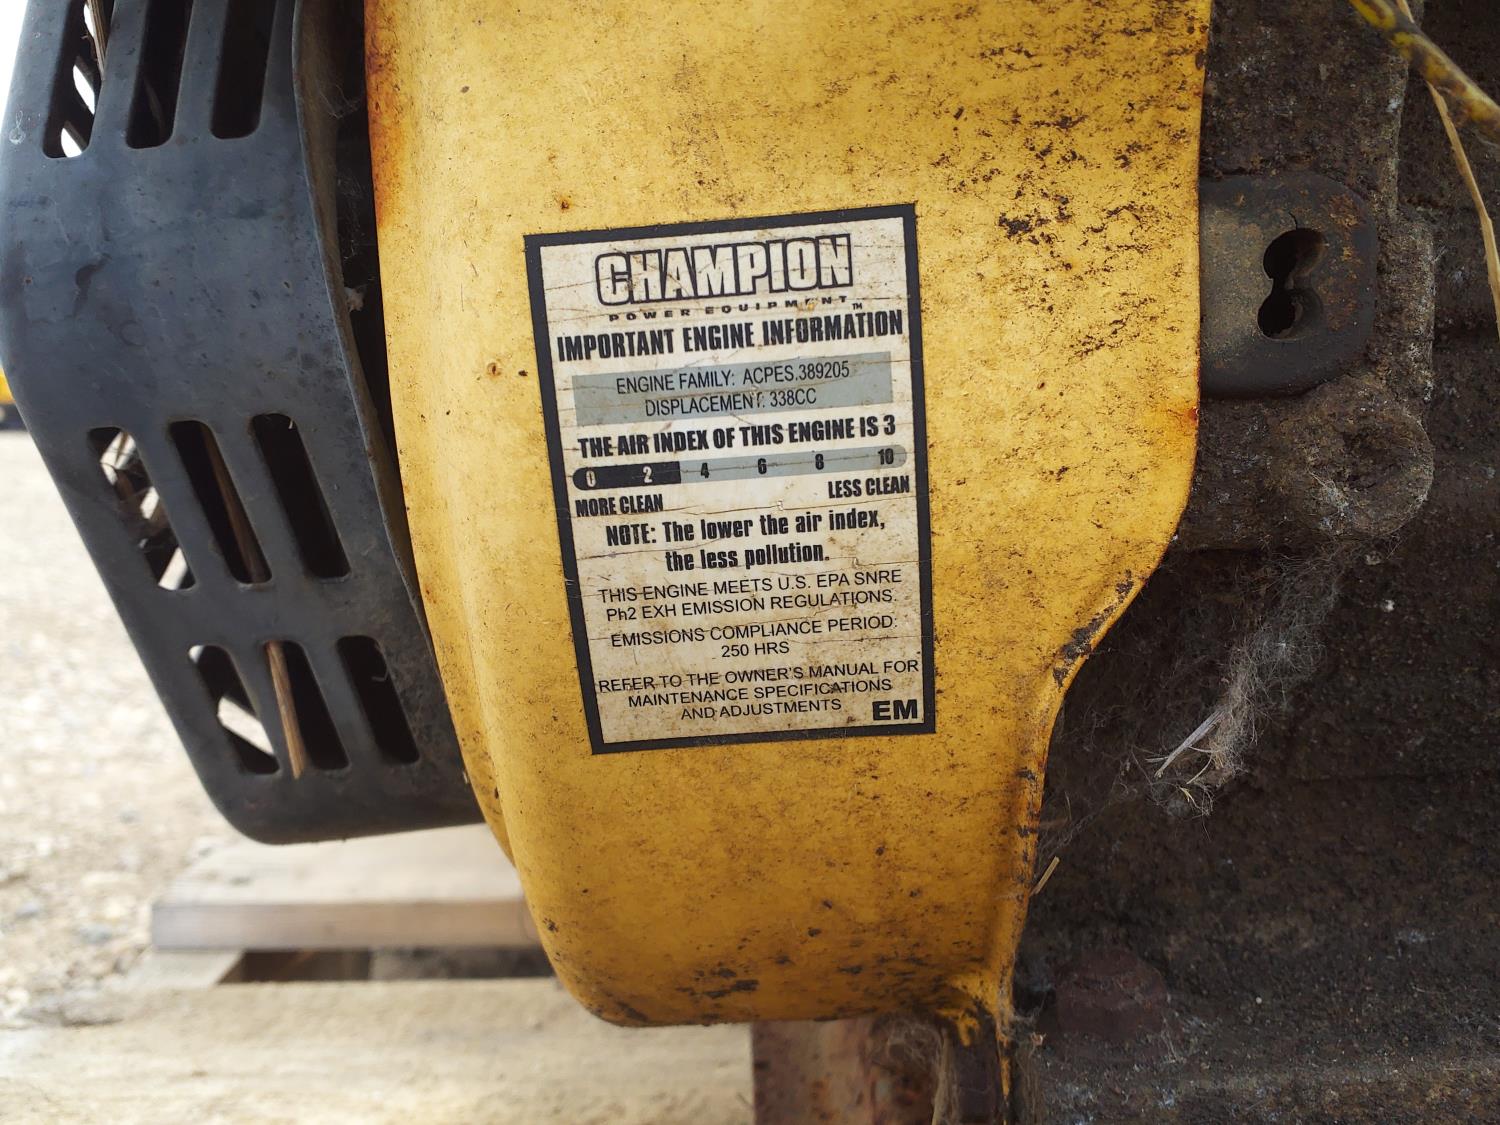 CHAMPION
POWER EQUIPMENT™
IMPORTANT ENGINE INFORMATION
ENGINE FAMILY: ACPES.389205
DISPLACEMENT: 338CC
THE AIR INDEX OF THIS ENGINE IS 3
0 2 4 6 8 10
MORE CLEAN LESS CLEAN
NOTE: The lower the air index,
the less pollution.
THIS ENGINE MEETS U.S. EPA SNRE
Ph2 EXH EMISSION REGULATIONS.
EMISSIONS COMPLIANCE PERIOD:
250 HRS
REFER TO THE OWNER'S MANUAL FOR
MAINTENANCE SPECIFICATIONS
AND ADJUSTMENTS EM